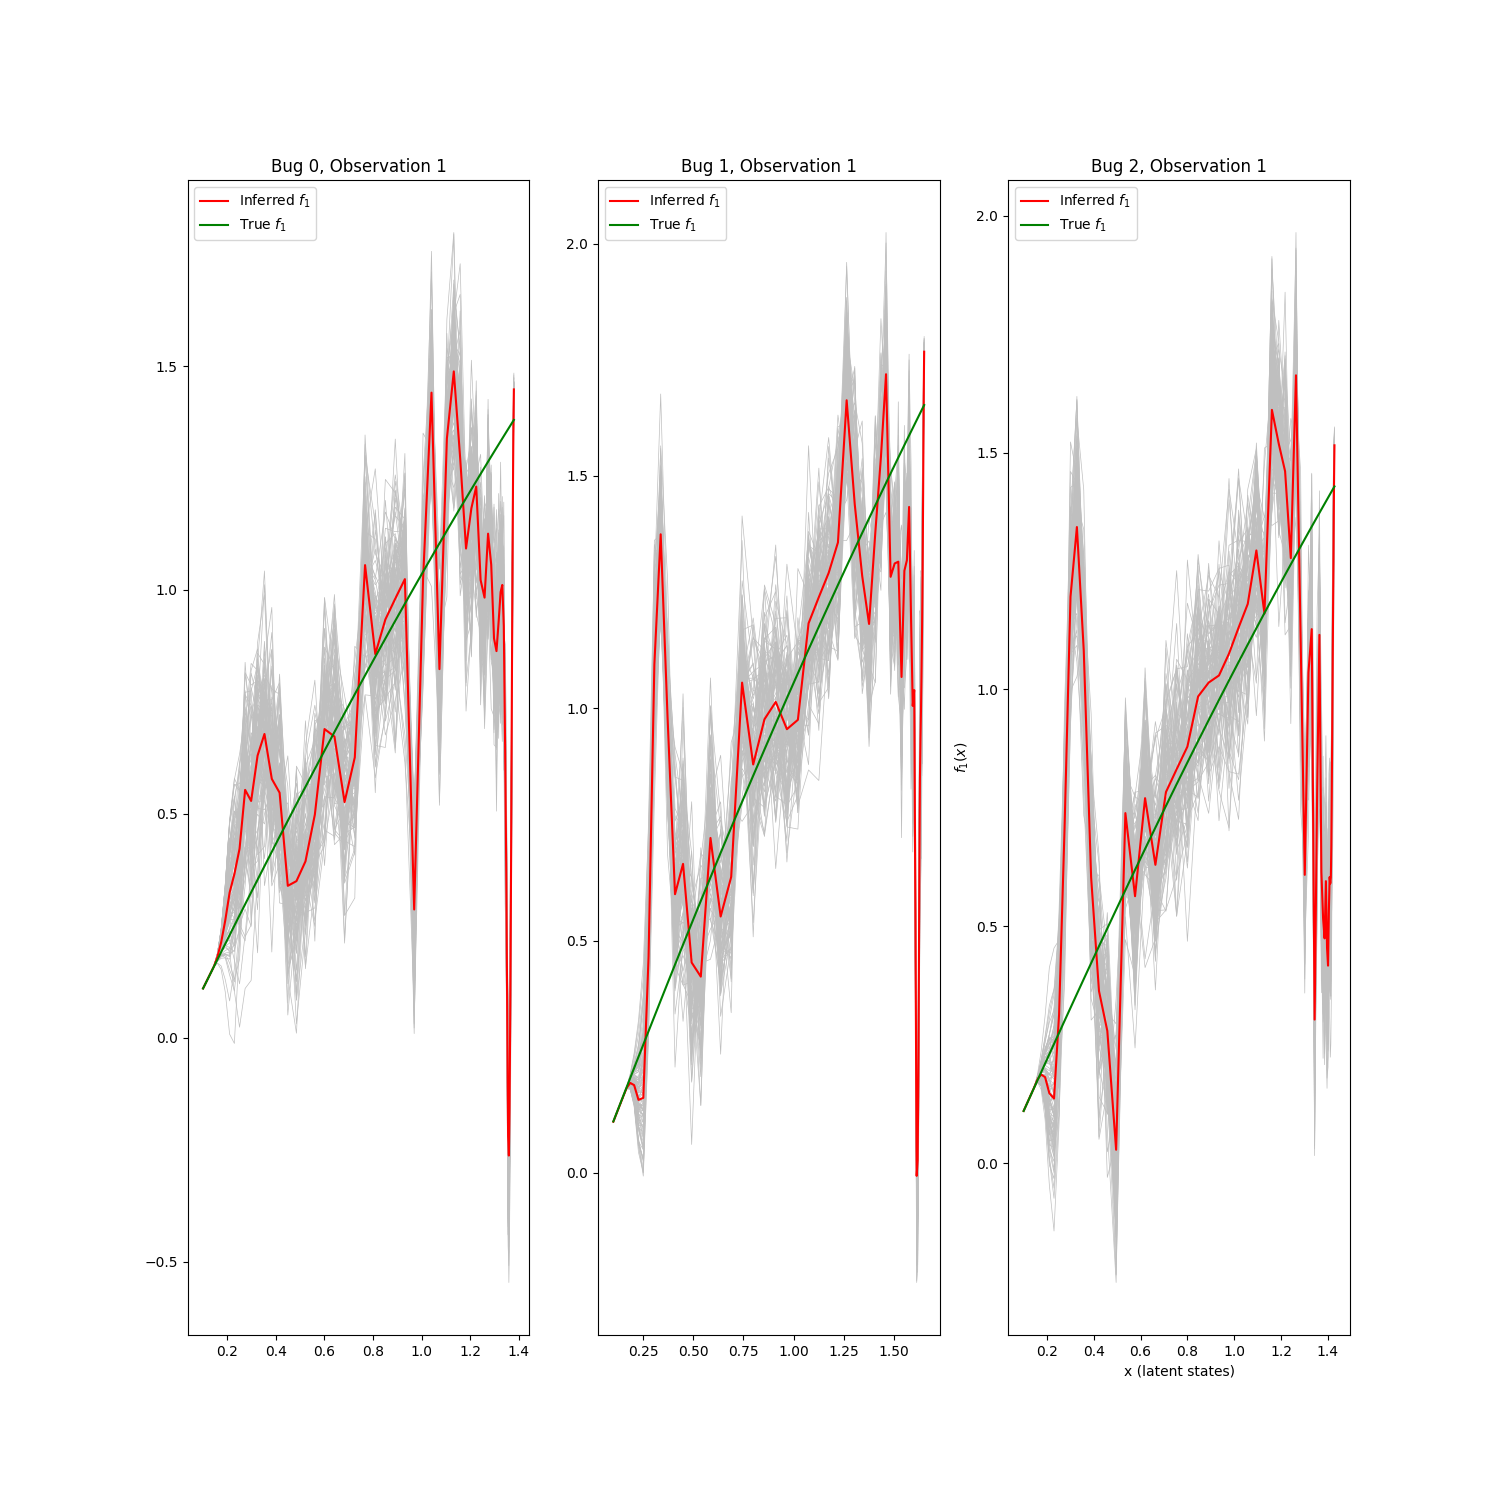 Bug 0, Observation 1
Inferred f₁
True f₁
1.5
1.0
0.5
0.0
−0.5
0.2 0.4 0.6 0.8 1.0 1.2 1.4
Bug 1, Observation 1
Inferred f₁
True f₁
2.0
1.5
1.0
0.5
0.0
0.25 0.50 0.75 1.00 1.25 1.50
Bug 2, Observation 1
Inferred f₁
True f₁
f₁(x)
2.0
1.5
1.0
0.5
0.0
0.2 0.4 0.6 0.8 1.0 1.2 1.4
x (latent states)